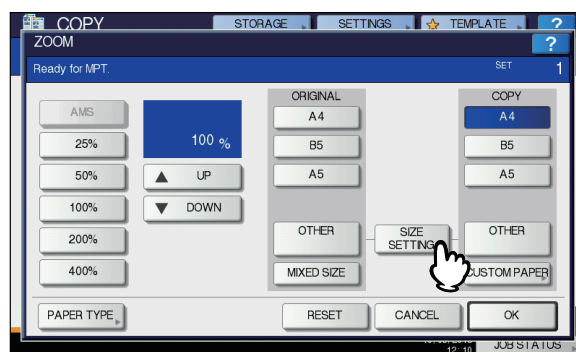 COPY STORAGE SETTINGS TEMPLATE ?
ZOOM ?
Ready for MPT. SET 1
ORIGINAL COPY
AMS A4 A4
25% 100 % B5 B5
50% UP A5 A5
100% DOWN
200% OTHER SIZE SETTING OTHER
400% MIXED SIZE CUSTOM PAPER
PAPER TYPE RESET CANCEL OK
12:10 JOB STATUS